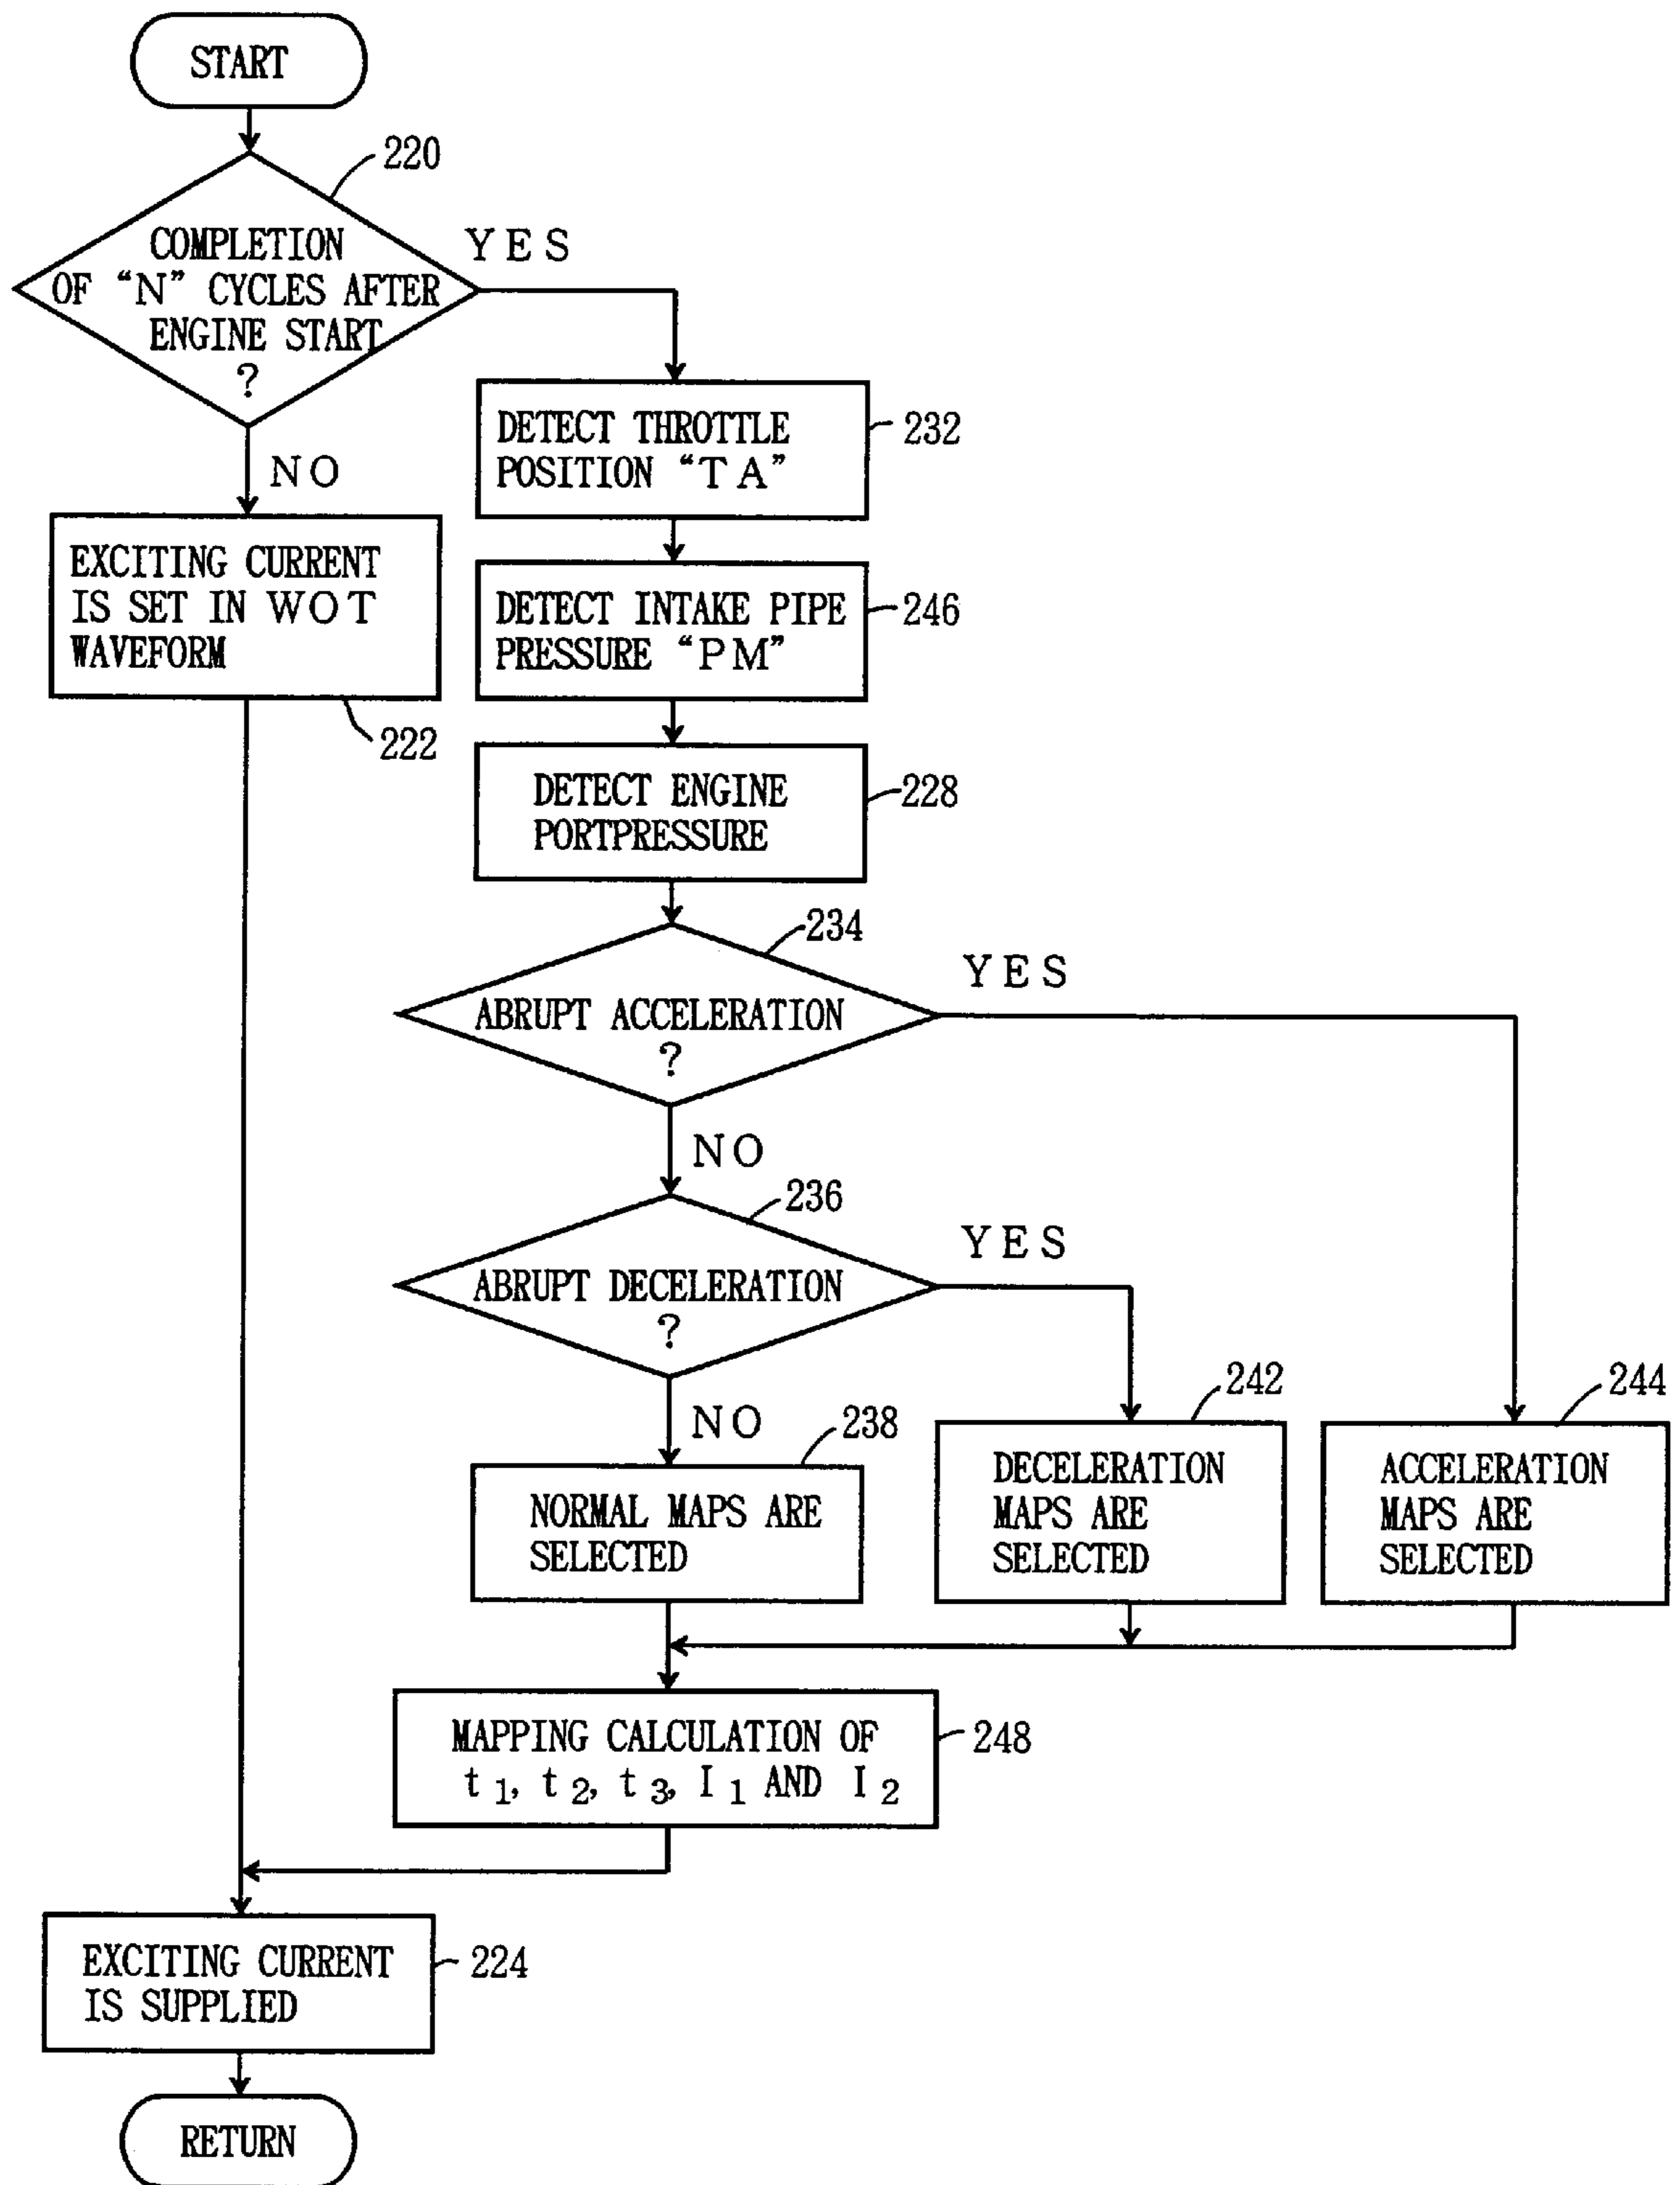 START
220
COMPLETION
OF “N” CYCLES AFTER
ENGINE START
?
YES
NO
DETECT THROTTLE
POSITION “TA”
232
EXCITING CURRENT
IS SET IN WOT
WAVEFORM
222
DETECT INTAKE PIPE
PRESSURE “PM”
246
DETECT ENGINE
PORTPRESSURE
228
234
ABRUPT ACCELERATION
?
YES
NO
236
ABRUPT DECELERATION
?
YES
NO
238
NORMAL MAPS ARE
SELECTED
242
DECELERATION
MAPS ARE
SELECTED
244
ACCELERATION
MAPS ARE
SELECTED
MAPPING CALCULATION OF
t1, t2, t3, I1 AND I2
248
EXCITING CURRENT
IS SUPPLIED
224
RETURN